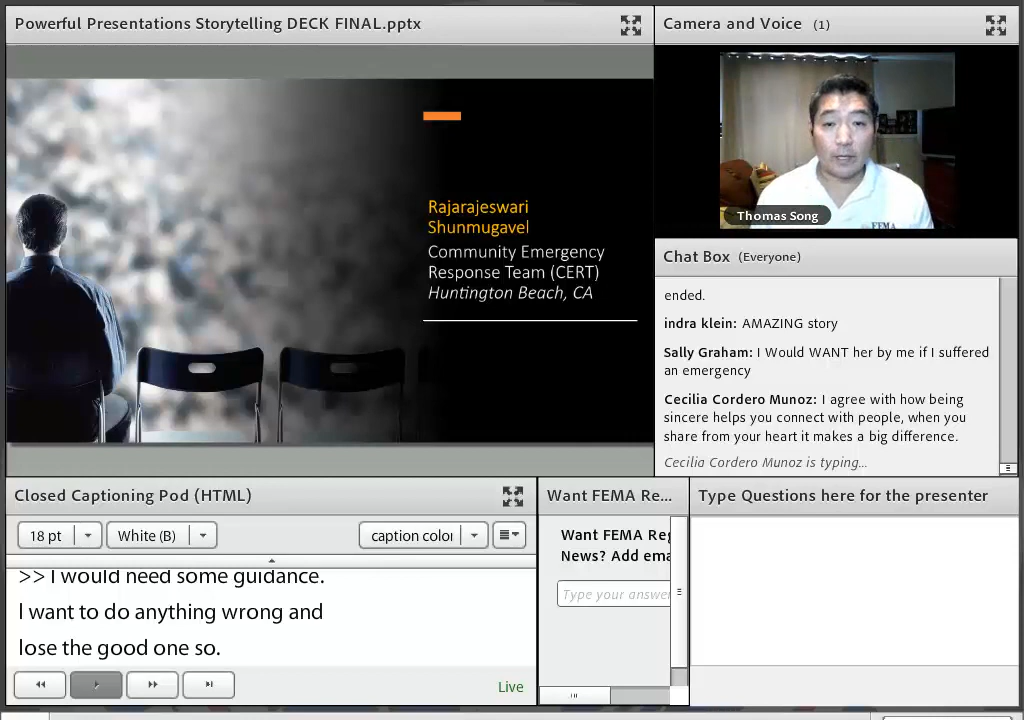 Powerful Presentations Storytelling DECK FINAL.pptx
Rajarajeswari
Shunmugavel
Community Emergency
Response Team (CERT)
Huntington Beach, CA
Camera and Voice (1)
FEMA
Thomas Song
Chat Box (Everyone)
ended.
indra klein: AMAZING story
Sally Graham: I Would WANT her by me if I suffered
an emergency
Cecilia Cordero Munoz: I agree with how being
sincere helps you connect with people, when you
share from your heart it makes a big difference.
Cecilia Cordero Munoz is typing...
Closed Captioning Pod (HTML)
18 pt
White (B)
caption color
>> I would need some guidance.
I want to do anything wrong and
lose the good one so.
Live
Want FEMA Re...
Want FEMA Reg
News? Add ema
Type your answer
Type Questions here for the presenter